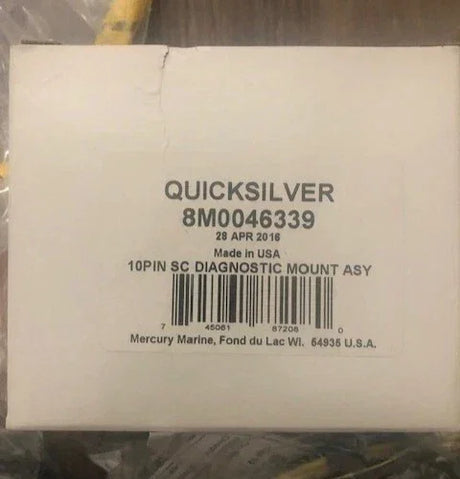 QUICKSILVER
8M0046339
28 APR 2016
Made in USA
10PIN SC DIAGNOSTIC MOUNT ASY
7 45061 87208 0
Mercury Marine, Fond du Lac WI. 54935 U.S.A.